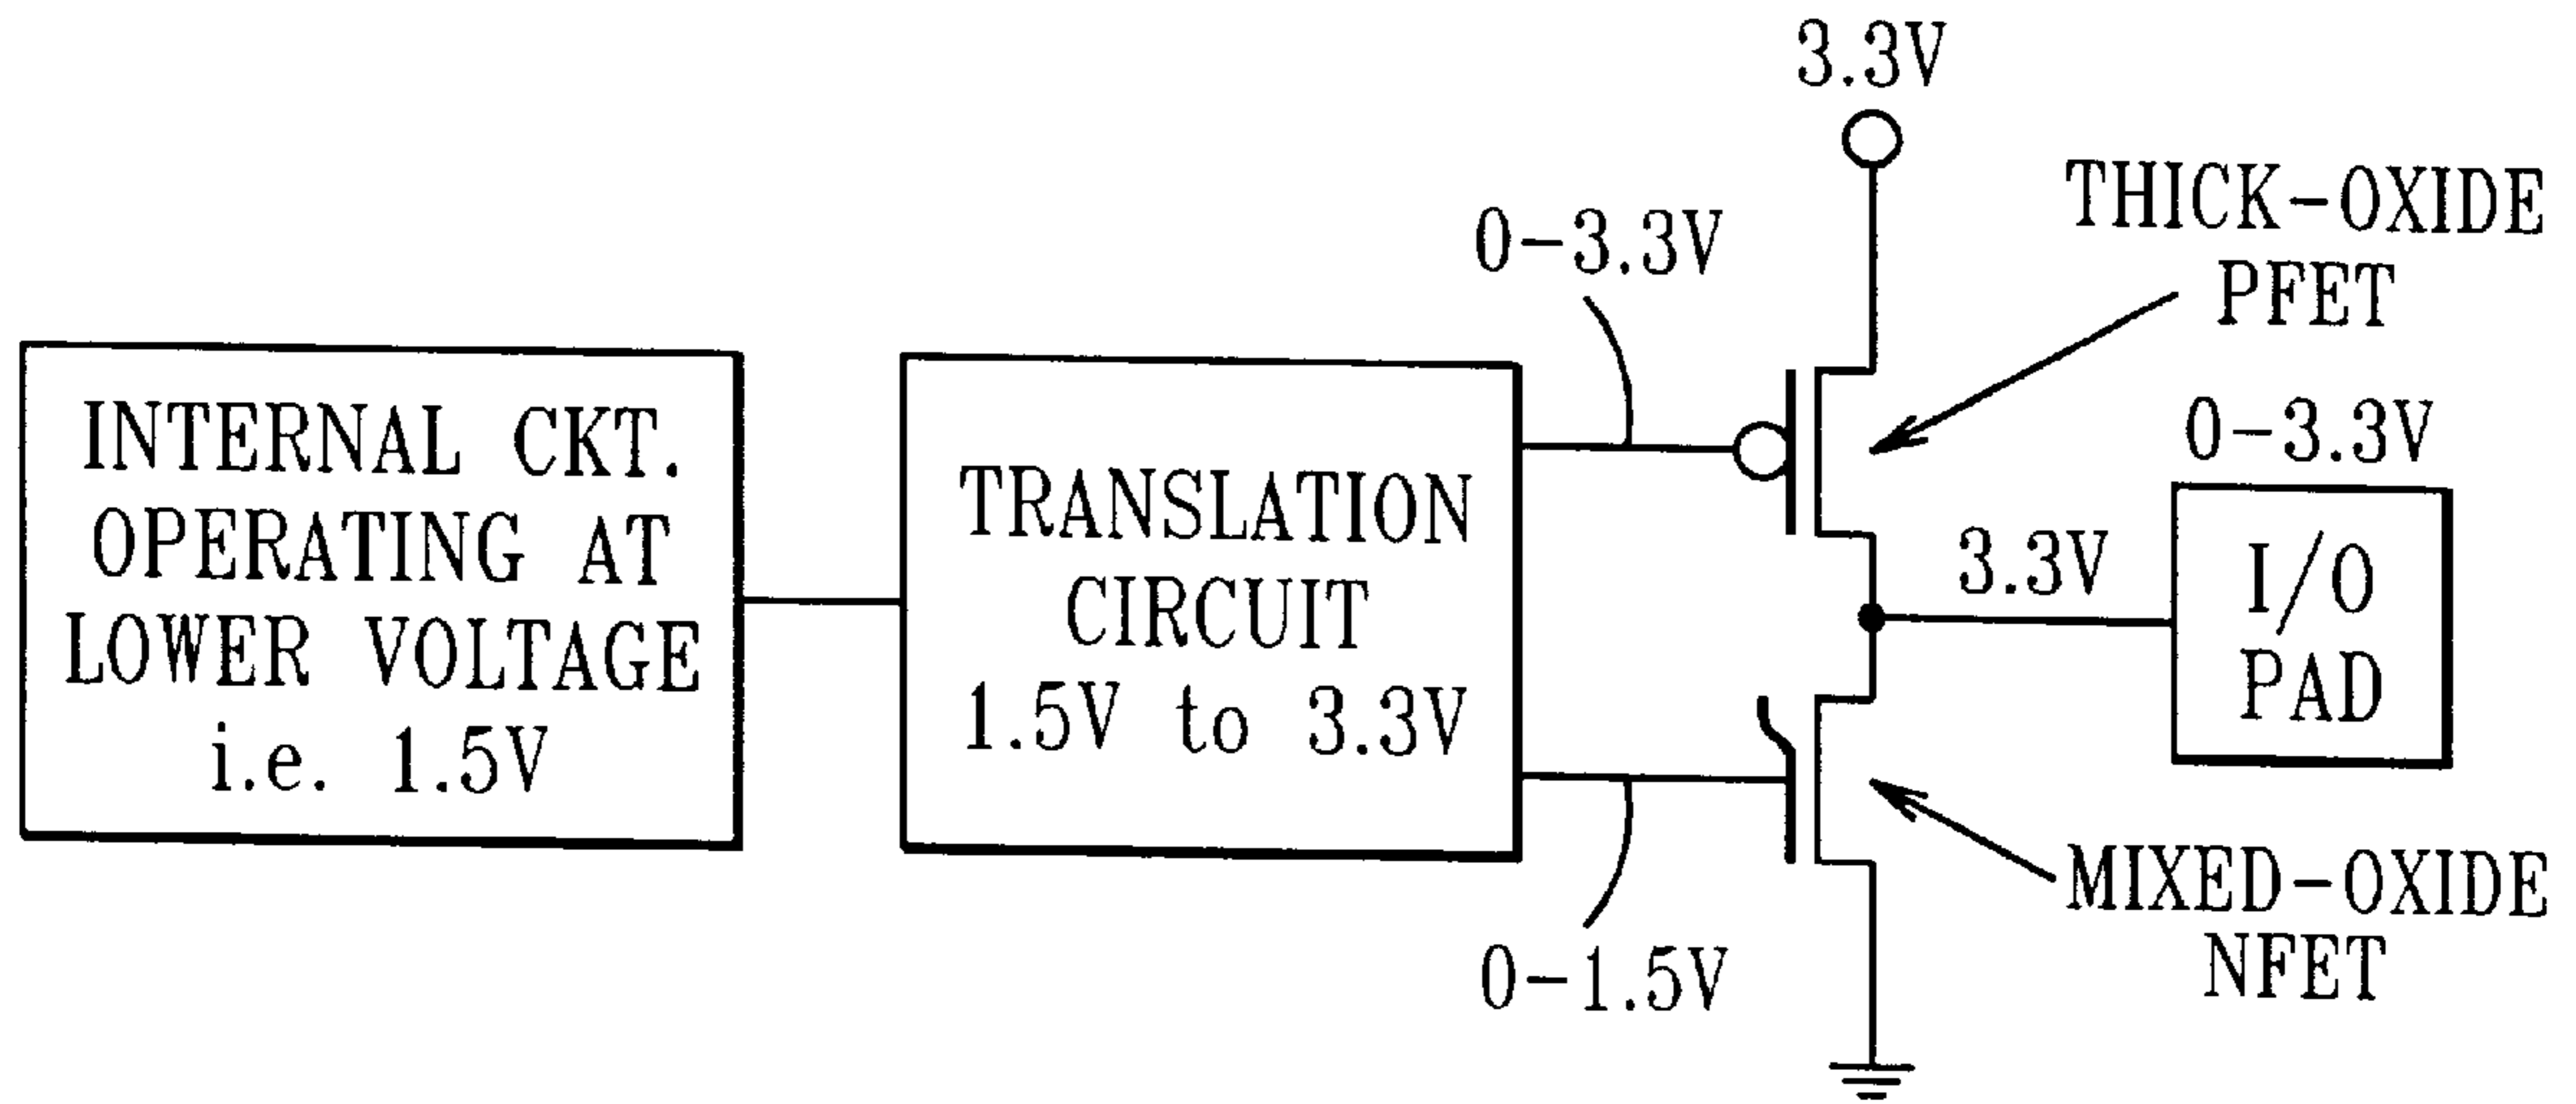 3.3V
THICK-OXIDE
PFET
0-3.3V
0-3.3V
INTERNAL CKT.
OPERATING AT
LOWER VOLTAGE
i.e. 1.5V
TRANSLATION
CIRCUIT
1.5V to 3.3V
3.3V
I/O
PAD
MIXED-OXIDE
NFET
0-1.5V